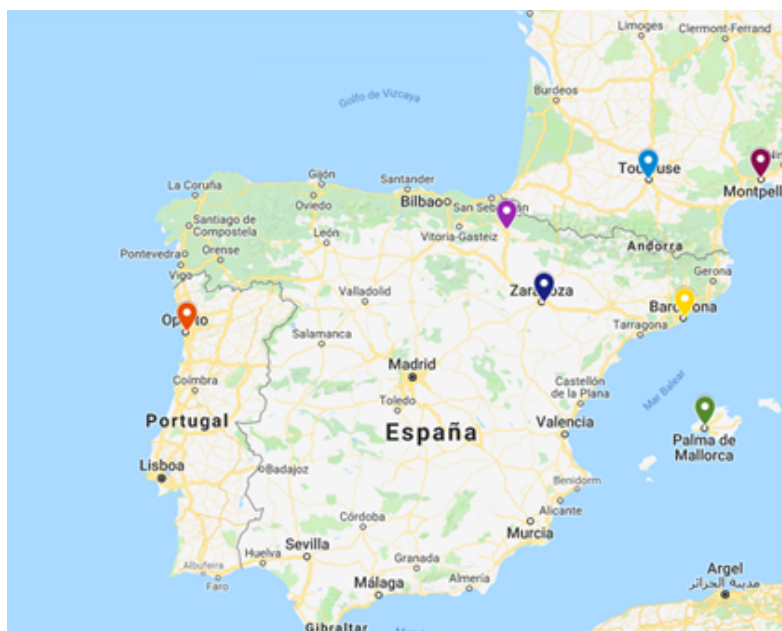 Limoges
Clermont-Ferrand
Golfo de Vizcaya
Burdeos
Gijón
Santander
La Coruña
Toulouse
Montpell
Oviedo
Bilbao
San Sebastián
Santiago de
Compostela
León
Vitoria-Gasteiz
Pontevedra
Orense
Andorra
Vigo
Gerona
Valladolid
Zaragoza
Barcelona
Oporto
Salamanca
Tarragona
Madrid
Coimbra
Castellón
de la Plana
Mar Balear
Toledo
Portugal
España
Valencia
Palma de
Mallorca
Lisboa
Badajoz
Benidorm
Alicante
Córdoba
Murcia
Sevilla
Huelva
Granada
Albufeira
Faro
Almería
Málaga
Argel
مدينة الجزائر
Gibraltar